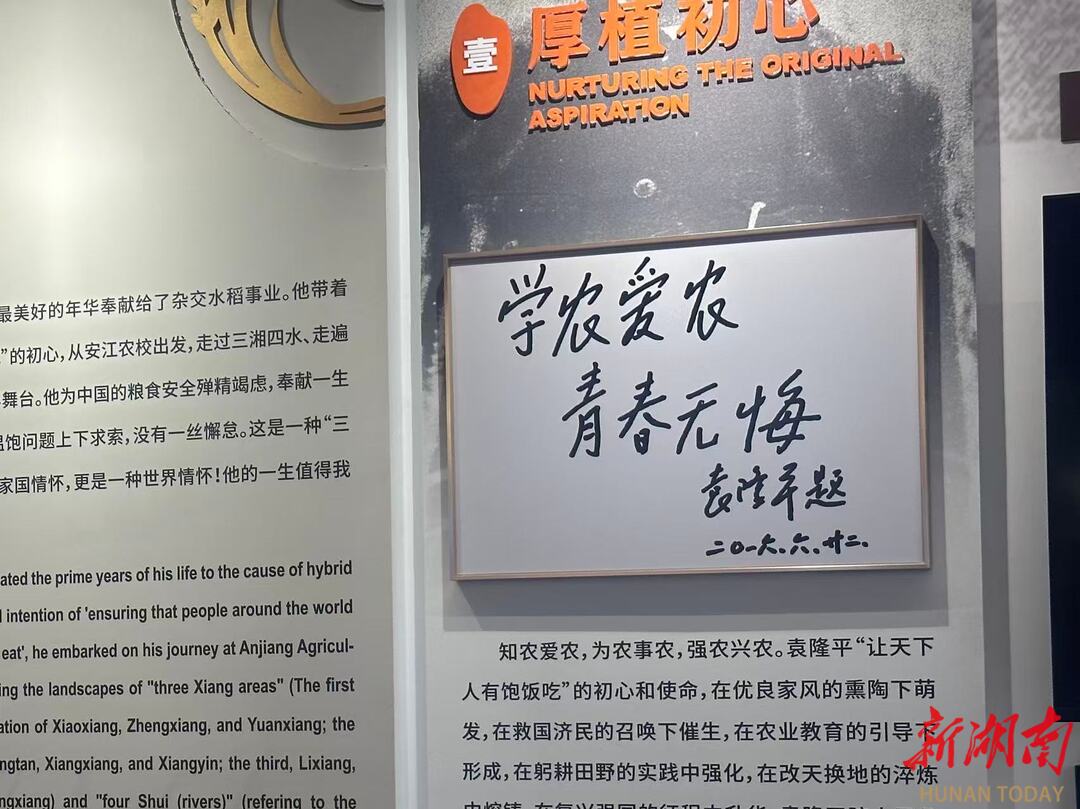 最美好的年华奉献给了杂交水稻事业。他带着
”的初心，从安江农校出发，走过三湘四水、走遍
舞台。他为中国的粮食安全殚精竭虑，奉献一生
温饱问题上下求索，没有一丝懈怠。这是一种“三
家国情怀，更是一种世界情怀！他的一生值得我
ated the prime years of his life to the cause of hybrid
intention of 'ensuring that people around the world
eat', he embarked on his journey at Anjiang Agricul-
ing the landscapes of "three Xiang areas" (The first
ation of Xiaoxiang, Zhengxiang, and Yuanxiang; the
ngtan, Xiangxiang, and Xiangyin; the third, Lixiang,
ngxiang) and "four Shui (rivers)" (refering to the
壹
厚植初心
NURTURING THE ORIGINAL
ASPIRATION
学农爱农
青春无悔
袁隆平题
二〇一六.六.廿二.
知农爱农，为农事农，强农兴农。袁隆平“让天下
人有饱饭吃”的初心和使命，在优良家风的熏陶下萌
发，在救国济民的召唤下催生，在农业教育的引导下
形成，在躬耕田野的实践中强化，在改天换地的淬炼
新湖南
HUNAN TODAY